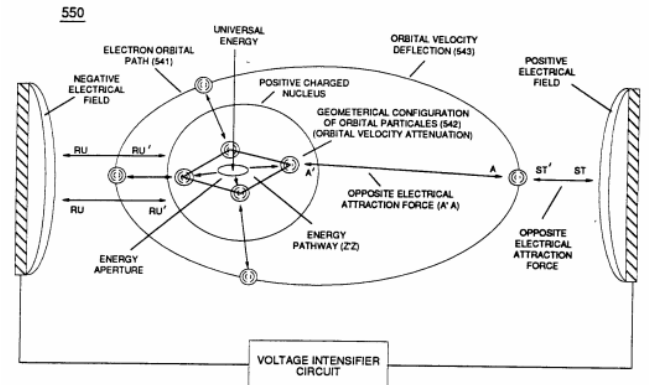 550
UNIVERSAL
ENERGY
ELECTRON ORBITAL
PATH (541)
ORBITAL VELOCITY
DEFLECTION (543)
NEGATIVE
ELECTRICAL
FIELD
POSITIVE CHARGED
NUCLEUS
POSITIVE
ELECTRICAL
FIELD
GEOMETERICAL CONFIGURATION
OF ORBITAL PARTICALES (542)
(ORBITAL VELOCITY ATTENUATION)
RU RU'
A' A ST' ST
RU RU'
OPPOSITE ELECTRICAL
ATTRACTION FORCE (A' A)
ENERGY
PATHWAY (Z'Z)
ENERGY
APERTURE
OPPOSITE
ELECTRICAL
ATTRACTION
FORCE
VOLTAGE INTENSIFIER
CIRCUIT